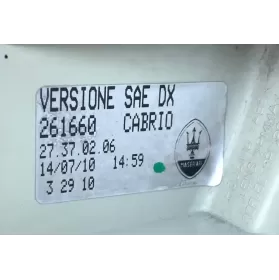 VERSIONE SAE DX
261660 CABRIO
27.37.02.06
14/07/10 14:59
3 29 10
MASERATI